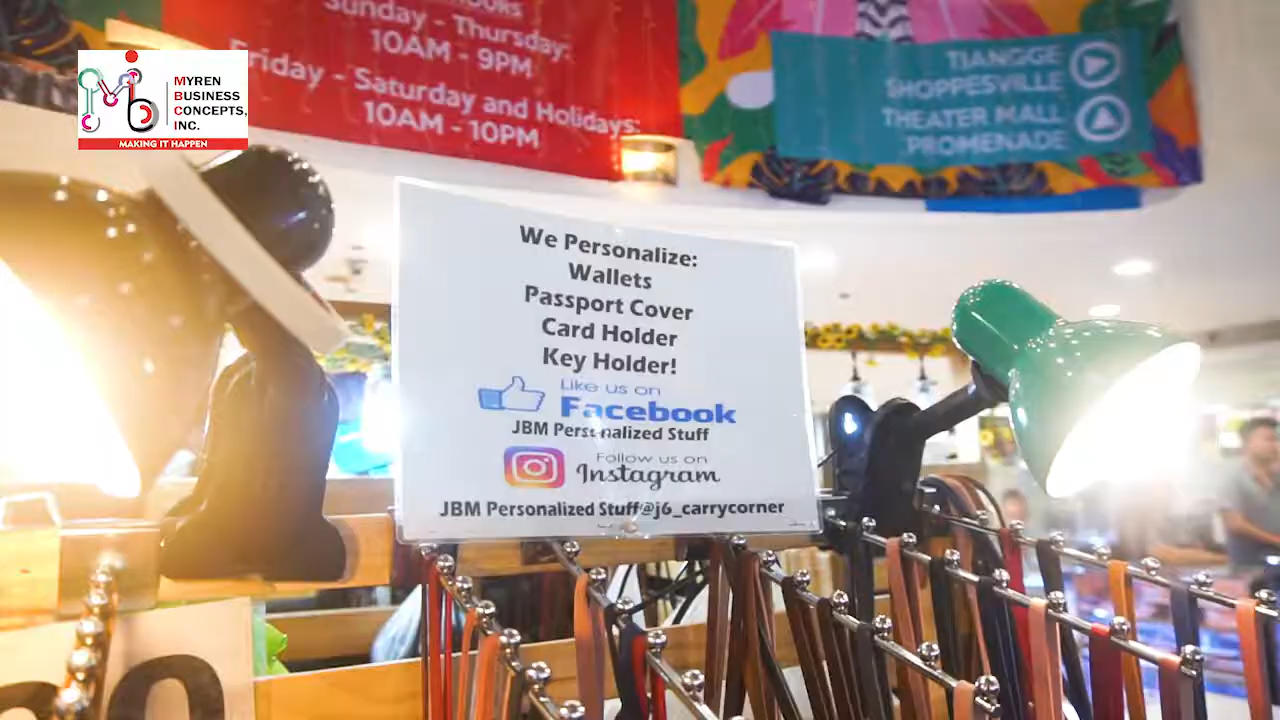 Sunday - Thursday:
10AM - 9PM
Friday - Saturday and Holidays:
10AM - 10PM
TIANGGE
SHOPPESVILLE
THEATER MALL
PROMENADE
MYREN
BUSINESS
CONCEPTS,
INC.
MAKING IT HAPPEN
We Personalize:
Wallets
Passport Cover
Card Holder
Key Holder!
Like us on
Facebook
JBM Personalized Stuff
Follow us on
Instagram
JBM Personalized Stuff@j6_carrycorner